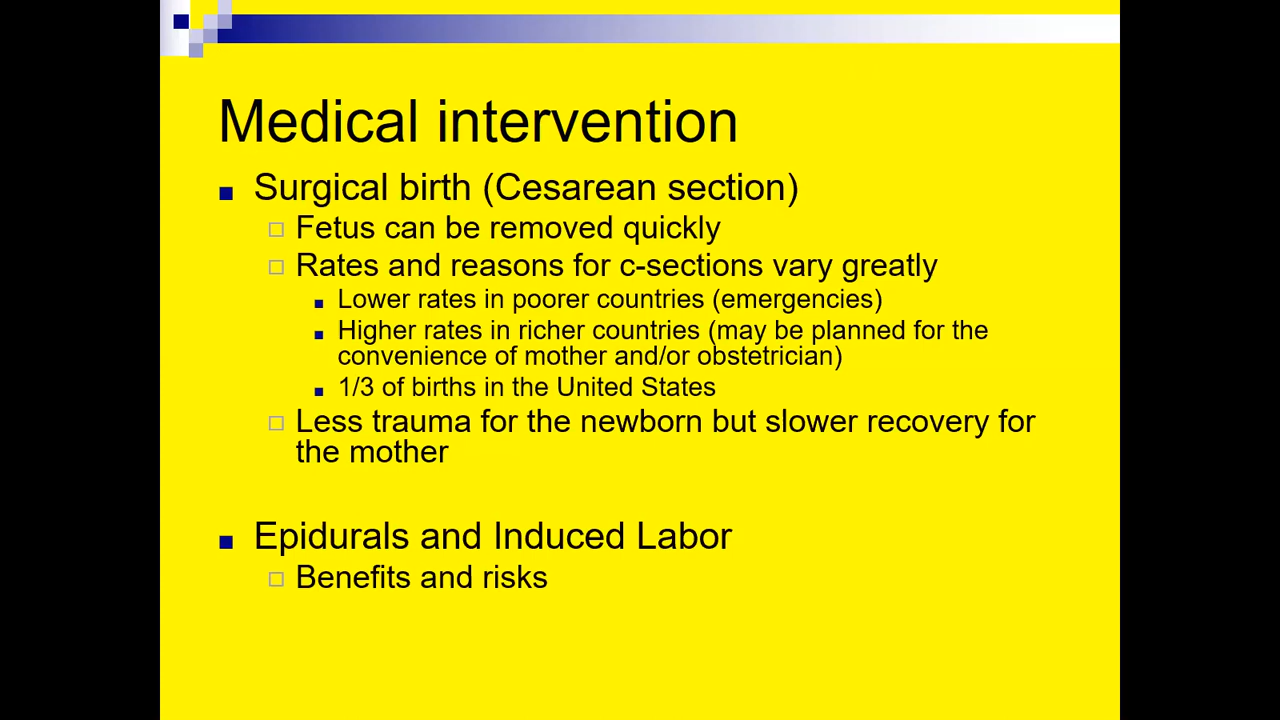 Medical intervention
Surgical birth (Cesarean section)
Fetus can be removed quickly
Rates and reasons for c-sections vary greatly
Lower rates in poorer countries (emergencies)
Higher rates in richer countries (may be planned for the
convenience of mother and/or obstetrician)
1/3 of births in the United States
Less trauma for the newborn but slower recovery for
the mother
Epidurals and Induced Labor
Benefits and risks